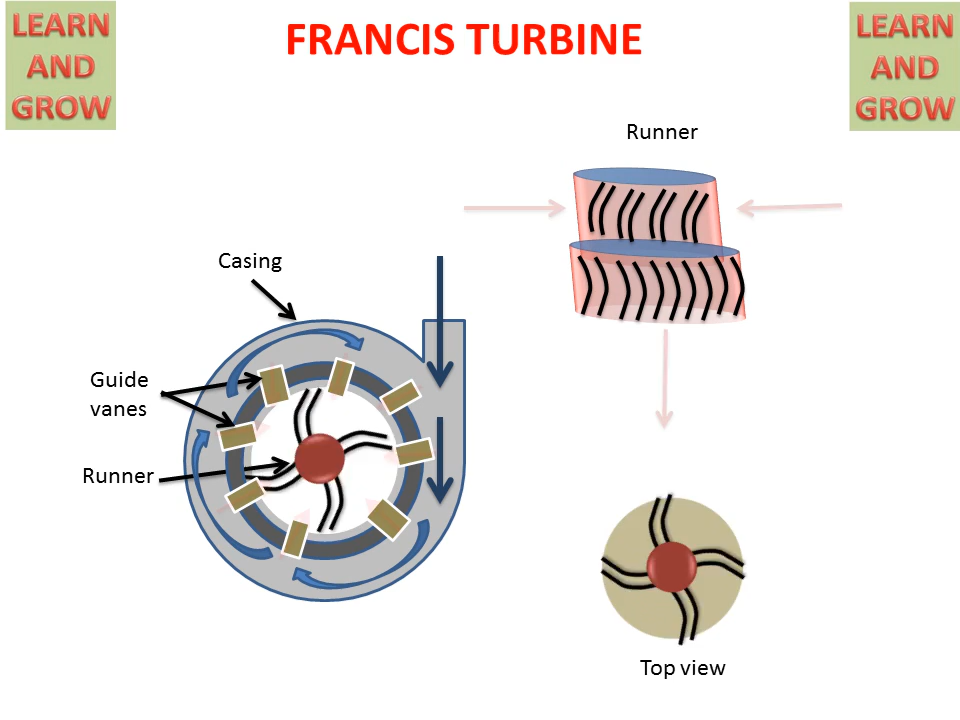 LEARN
AND
GROW
FRANCIS TURBINE
LEARN
AND
GROW
Runner
Casing
Guide
vanes
Runner
Top view